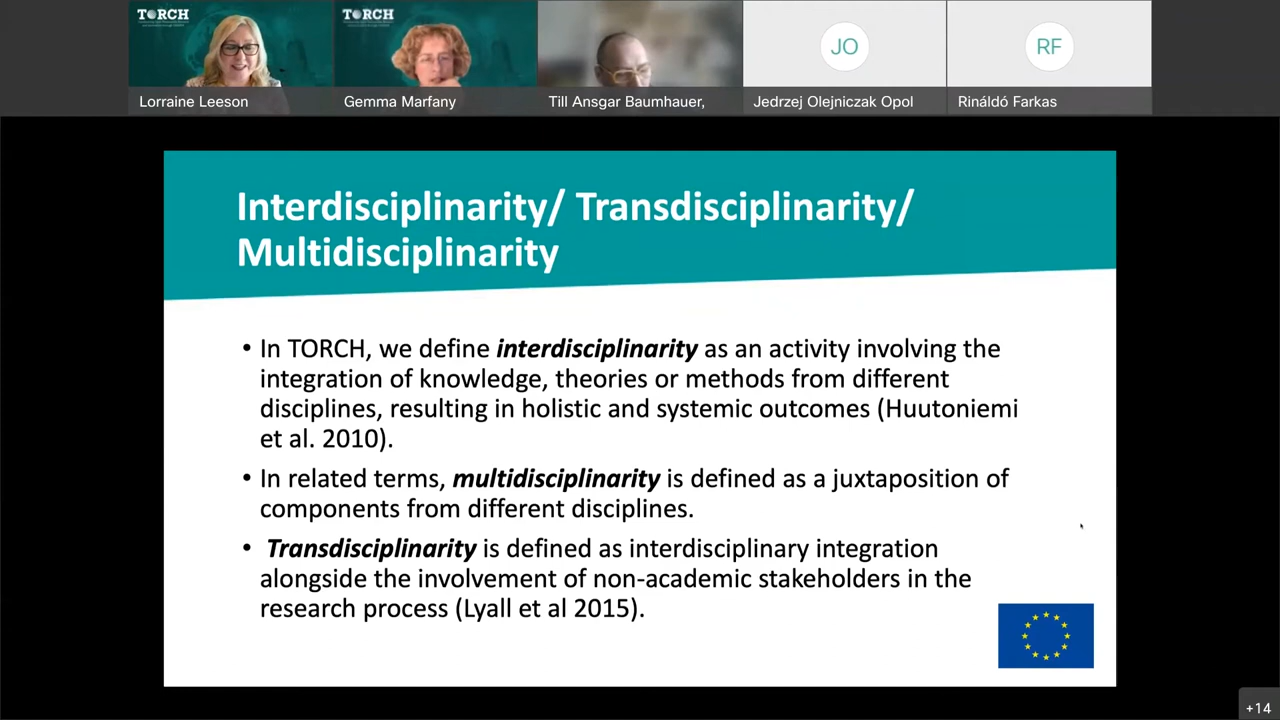 TORCH
TORCH
JO
RF
Lorraine Leeson
Gemma Marfany
Till Ansgar Baumhauer,
Jedrzej Olejniczak Opol
Rináldó Farkas
Interdisciplinarity/ Transdisciplinarity/
Multidisciplinarity
• In TORCH, we define interdisciplinarity as an activity involving the
integration of knowledge, theories or methods from different
disciplines, resulting in holistic and systemic outcomes (Huutoniemi
et al. 2010).
• In related terms, multidisciplinarity is defined as a juxtaposition of
components from different disciplines.
• Transdisciplinarity is defined as interdisciplinary integration
alongside the involvement of non-academic stakeholders in the
research process (Lyall et al 2015).
+14